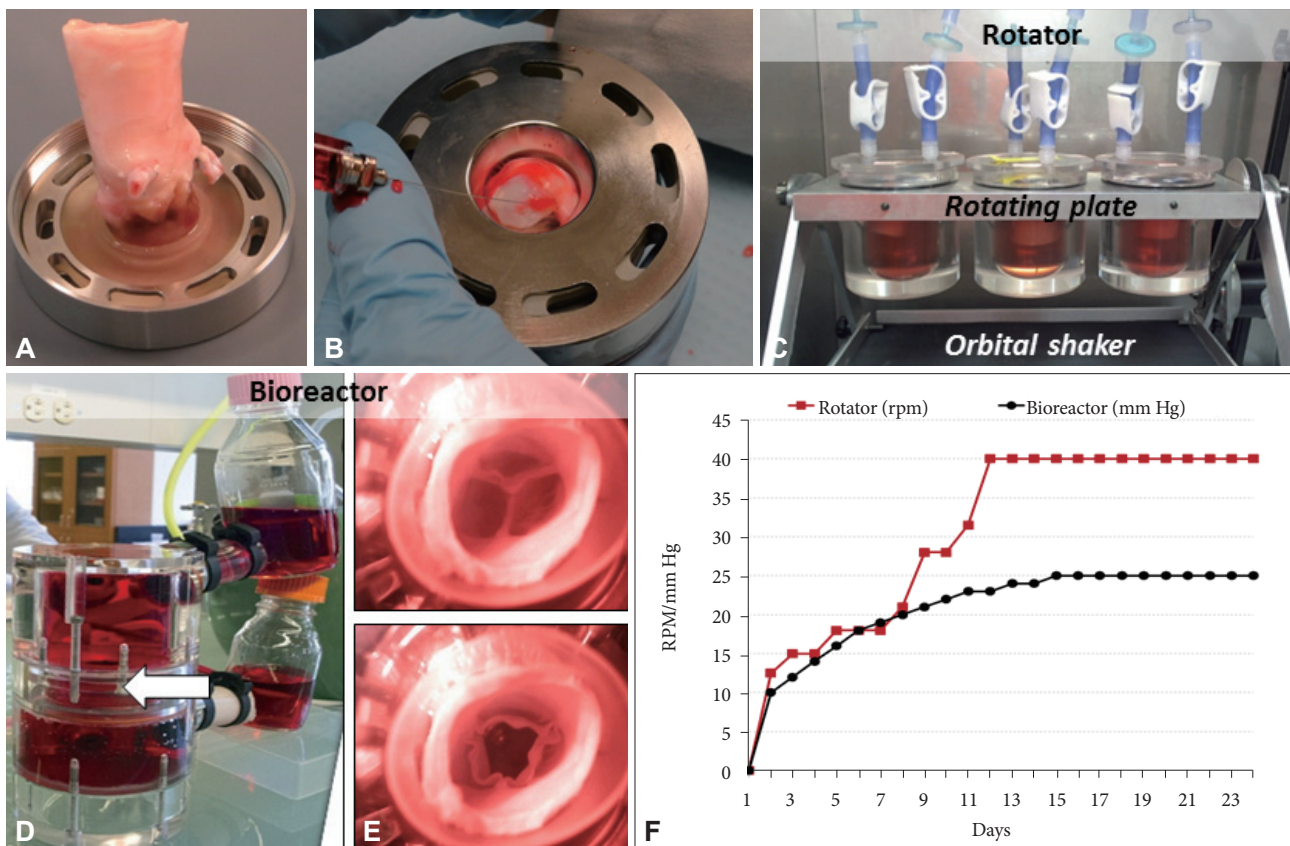 A
B
Rotator
Rotating plate
Orbital shaker
C
Bioreactor
D
E
Rotator (rpm)
Bioreactor (mm Hg)
RPM/mm Hg
45
40
35
30
25
20
15
10
5
0
1 3 5 7 9 11 13 15 17 19 21 23
Days
F